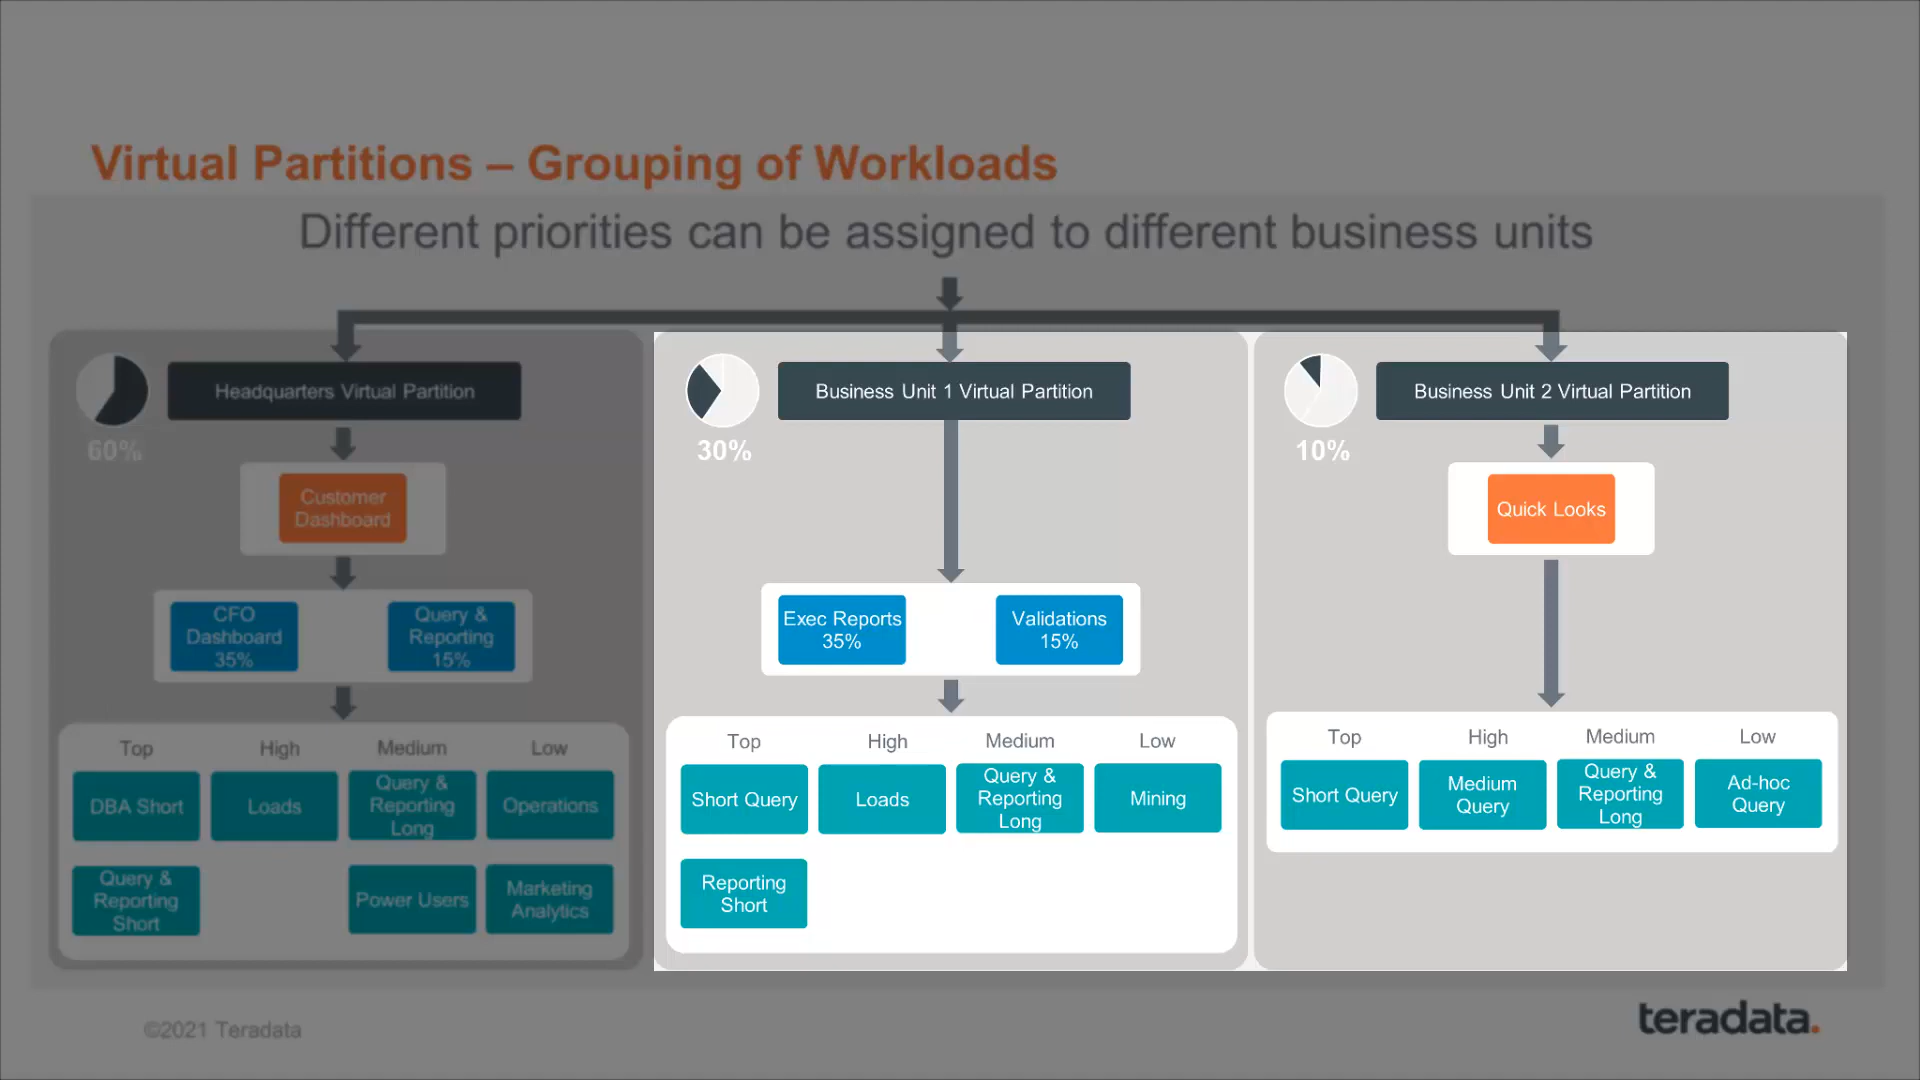 Virtual Partitions – Grouping of Workloads
Different priorities can be assigned to different business units
Headquarters Virtual Partition
60%
Customer
Dashboard
CFO
Dashboard
35%
Query &
Reporting
15%
Top
High
Medium
Low
DBA Short
Loads
Query &
Reporting
Long
Operations
Query &
Reporting
Short
Power Users
Marketing
Analytics
Business Unit 1 Virtual Partition
30%
Exec Reports
35%
Validations
15%
Top
High
Medium
Low
Short Query
Loads
Query &
Reporting
Long
Mining
Reporting
Short
Business Unit 2 Virtual Partition
10%
Quick Looks
Top
High
Medium
Low
Short Query
Medium
Query
Query &
Reporting
Long
Ad-hoc
Query
©2021 Teradata
teradata.